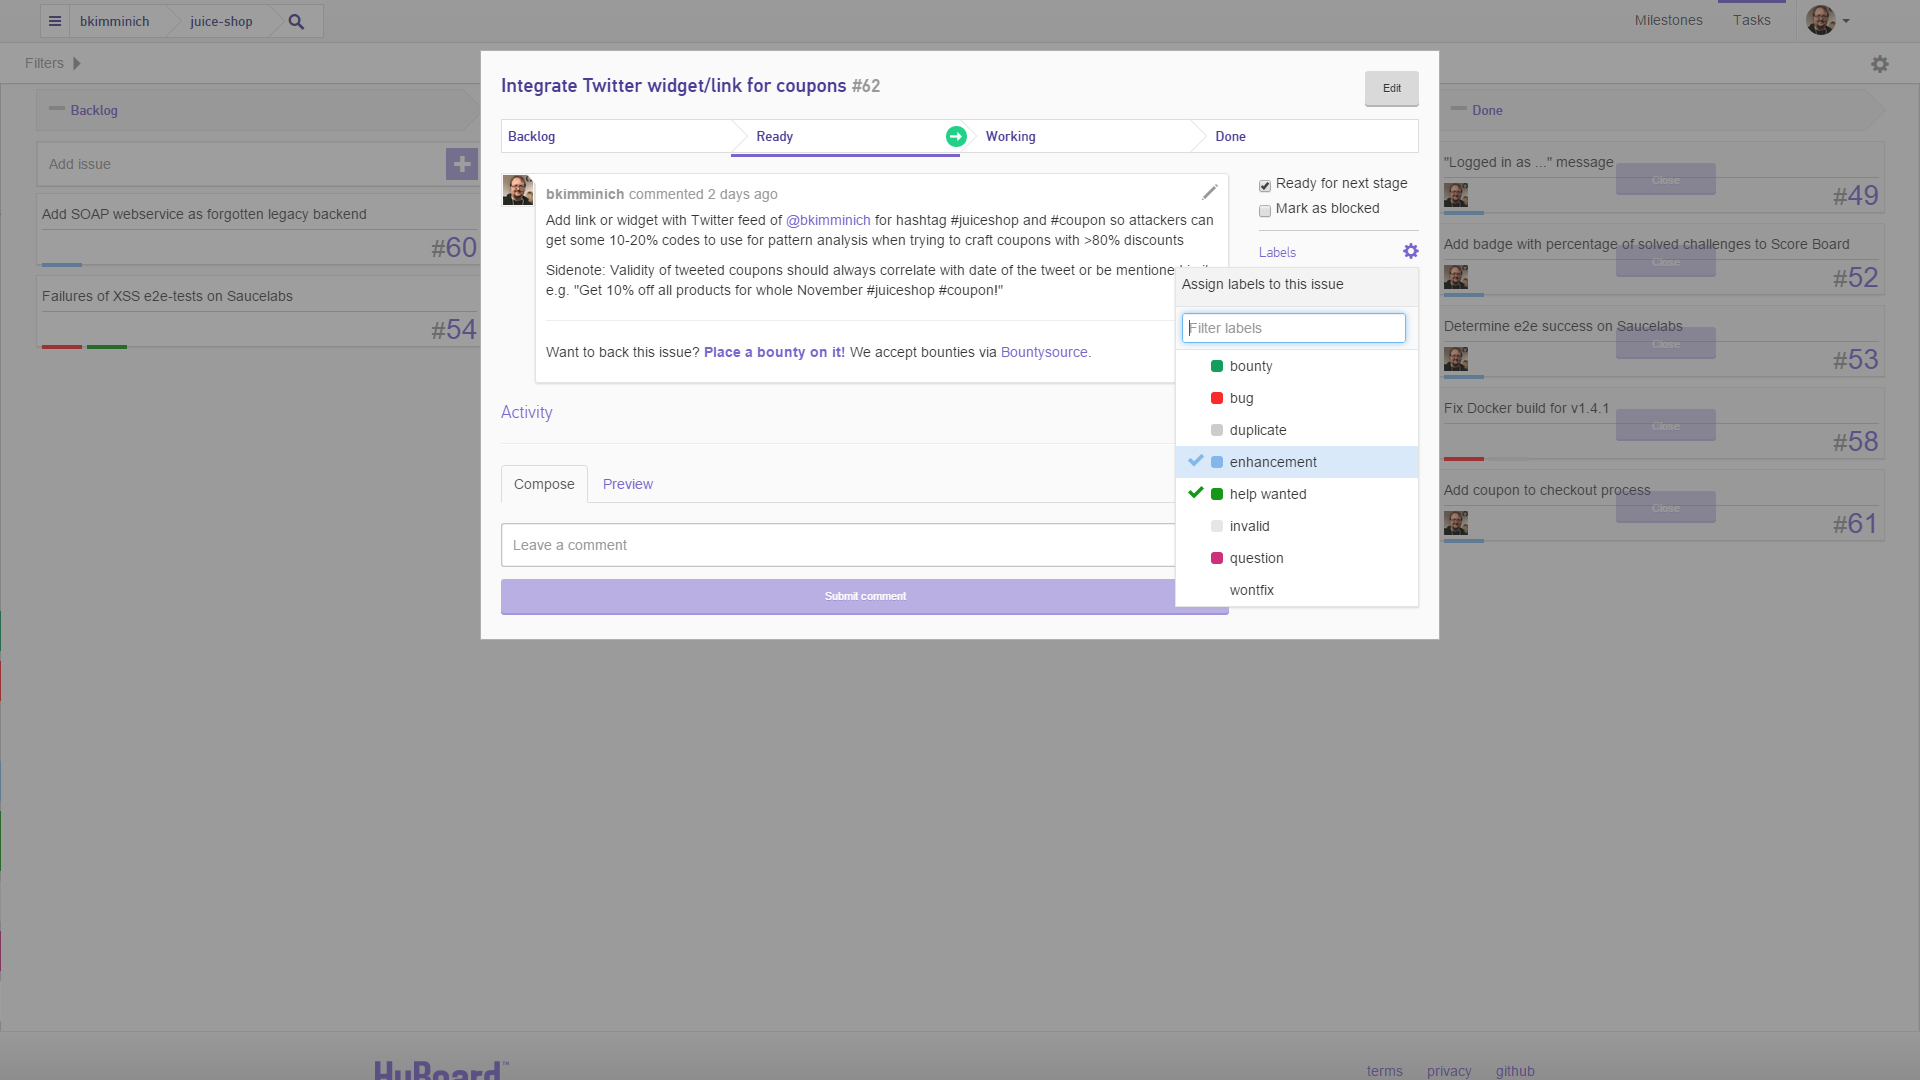 bkimminich
juice-shop
Milestones
Tasks
Filters
Backlog
Add issue
Add SOAP webservice as forgotten legacy backend
#60
Failures of XSS e2e-tests on Saucelabs
#54
Integrate Twitter widget/link for coupons #62
Edit
Backlog
Ready
Working
Done
bkimminich commented 2 days ago
Add link or widget with Twitter feed of @bkimminich for hashtag #juiceshop and #coupon so attackers can
get some 10-20% codes to use for pattern analysis when trying to craft coupons with >80% discounts
Sidenote: Validity of tweeted coupons should always correlate with date of the tweet or be mentioned
e.g. "Get 10% off all products for whole November #juiceshop #coupon!"
Want to back this issue? Place a bounty on it! We accept bounties via Bountysource.
Activity
Compose
Preview
Leave a comment
Submit comment
Ready for next stage
Mark as blocked
Labels
Assign labels to this issue
Filter labels
bounty
bug
duplicate
enhancement
help wanted
invalid
question
wontfix
Done
"Logged in as ..." message
Close
#49
Add badge with percentage of solved challenges to Score Board
Close
#52
Determine e2e success on Saucelabs
Close
#53
Fix Docker build for v1.4.1
Close
#58
Add coupon to checkout process
Close
#61
HuBoard™
terms
privacy
github